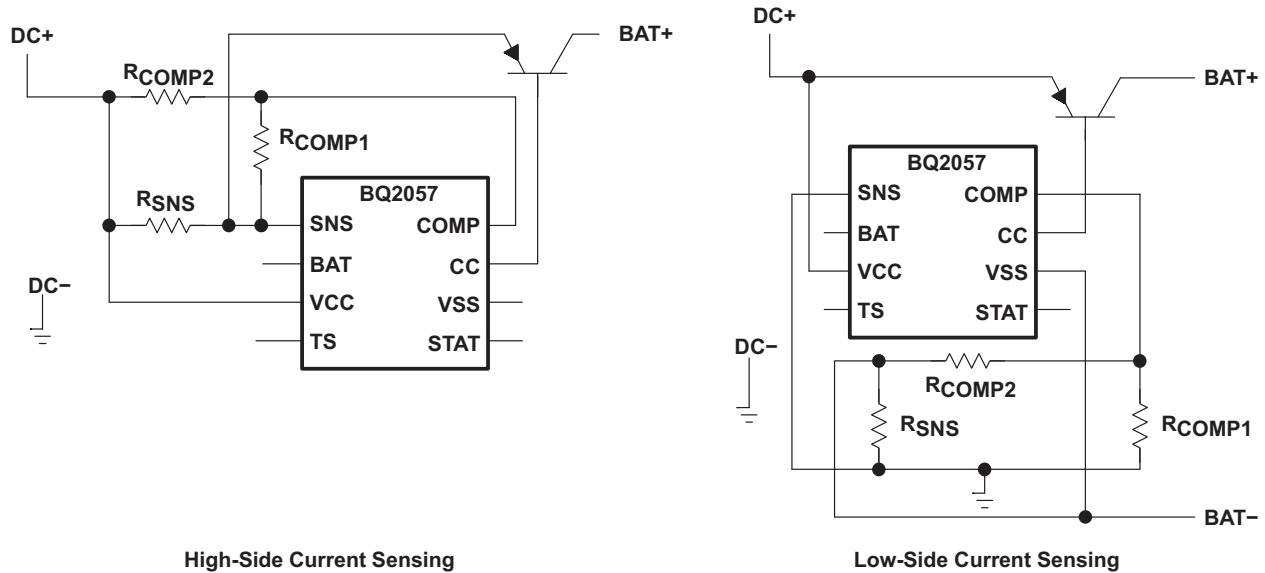 DC+
BAT+
RCOMP2
RCOMP1
RSNS
BQ2057
SNS
COMP
BAT
CC
VCC
VSS
TS
STAT
DC−
High-Side Current Sensing
DC+
BAT+
BQ2057
SNS
COMP
BAT
CC
VCC
VSS
TS
STAT
DC−
RCOMP2
RSNS
RCOMP1
BAT−
Low-Side Current Sensing